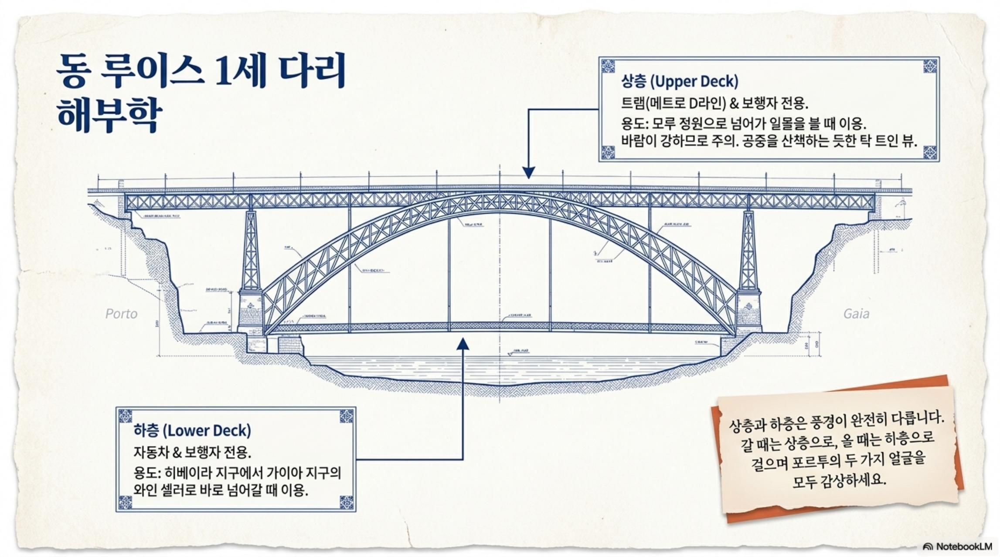 동 루이스 1세 다리
해부학
상층 (Upper Deck)
트램(메트로 D라인) & 보행자 전용.
용도: 모루 정원으로 넘어가 일몰을 볼 때 이용.
바람이 강하므로 주의. 공중을 산책하는 듯한 탁 트인 뷰.
Porto
Gaia
하층 (Lower Deck)
자동차 & 보행자 전용.
용도: 히베이라 지구에서 가이아 지구의
와인 셀러로 바로 넘어갈 때 이용.
상층과 하층은 풍경이 완전히 다릅니다.
갈 때는 상층으로, 올 때는 하층으로
걸으며 포르투의 두 가지 얼굴을
모두 감상하세요.
NotebookLM